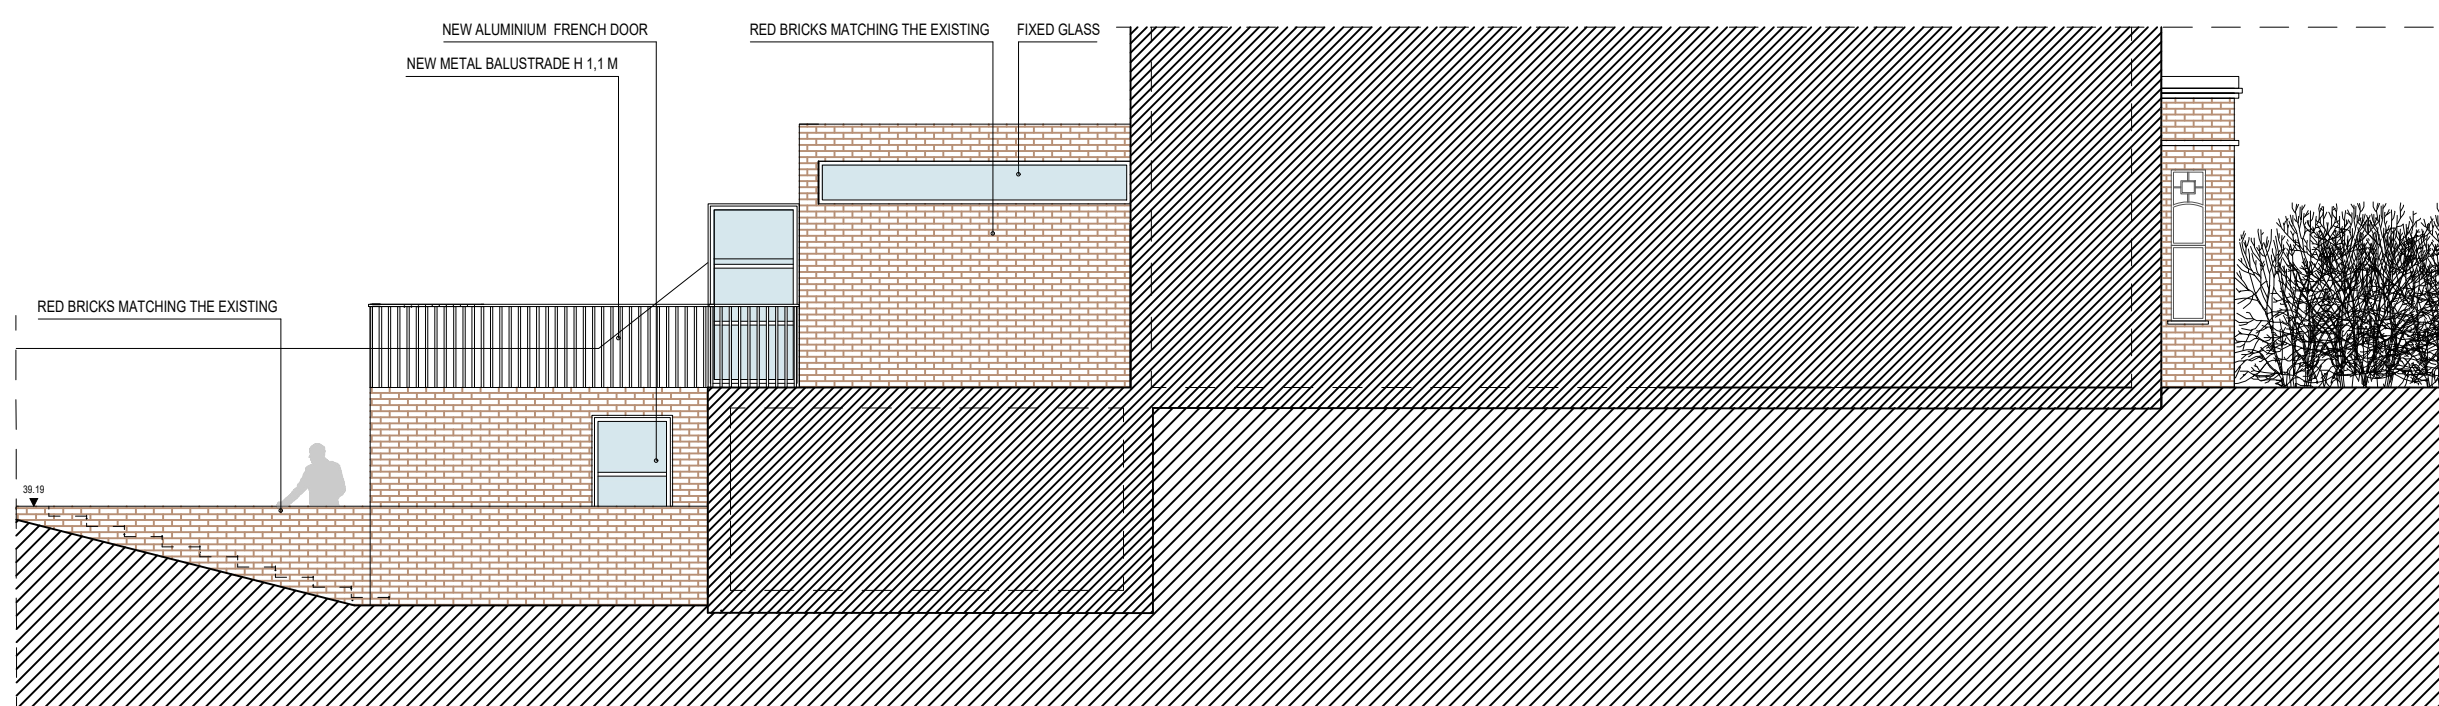 NEW ALUMINIUM FRENCH DOOR
RED BRICKS MATCHING THE EXISTING
FIXED GLASS
NEW METAL BALUSTRADE H 1,1 M
RED BRICKS MATCHING THE EXISTING
39.19